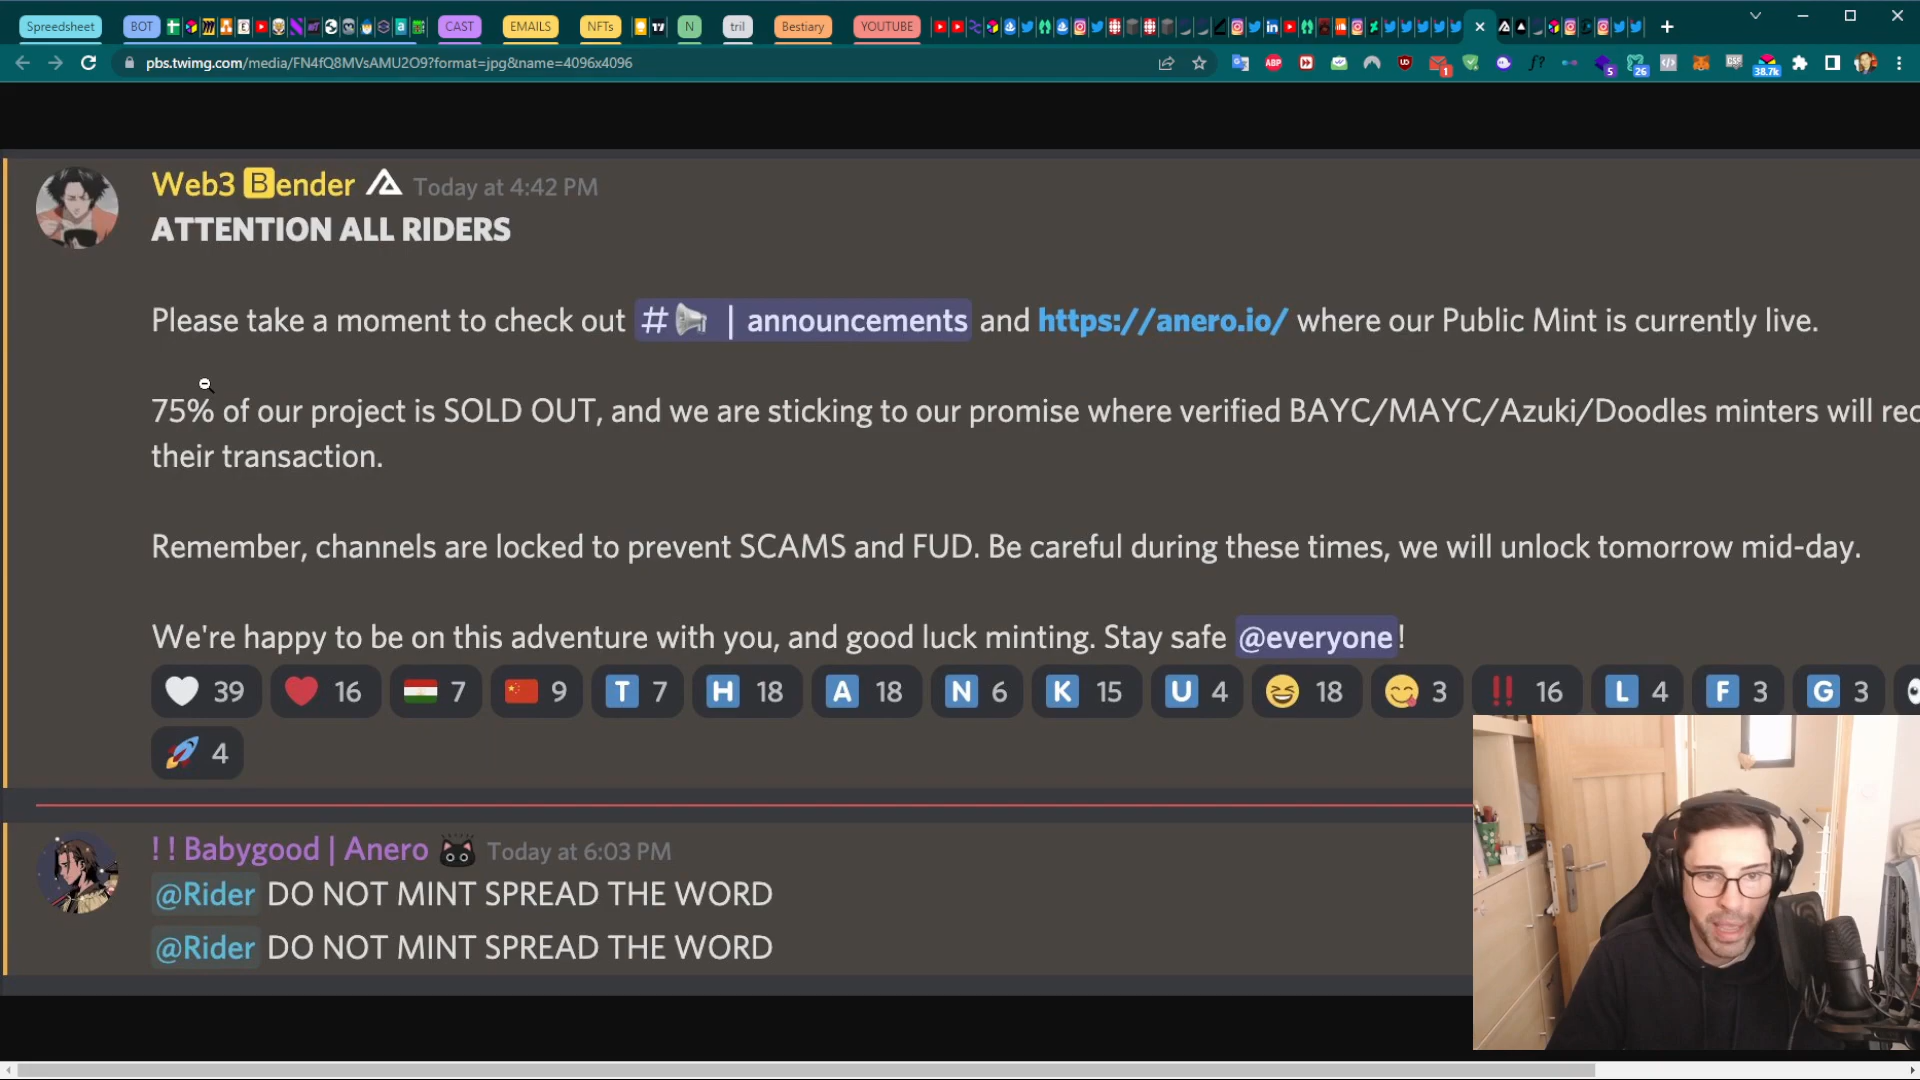 Spreedsheet BOT CAST EMAILS NFTs N tril Bestiary YOUTUBE
pbs.twimg.com/media/FN4fQ8MVsAMU2O9?format=jpg&name=4096x4096
Web3 🅱ender Today at 4:42 PM
ATTENTION ALL RIDERS
Please take a moment to check out #📢 | announcements and https://anero.io/ where our Public Mint is currently live.
75% of our project is SOLD OUT, and we are sticking to our promise where verified BAYC/MAYC/Azuki/Doodles minters will rec
their transaction.
Remember, channels are locked to prevent SCAMS and FUD. Be careful during these times, we will unlock tomorrow mid-day.
We're happy to be on this adventure with you, and good luck minting. Stay safe @everyone!
39 16 7 9 T 7 H 18 A 18 N 6 K 15 U 4 18 3 ‼ 16 L 4 F 3 G 3
4
!! Babygood | Anero Today at 6:03 PM
@Rider DO NOT MINT SPREAD THE WORD
@Rider DO NOT MINT SPREAD THE WORD